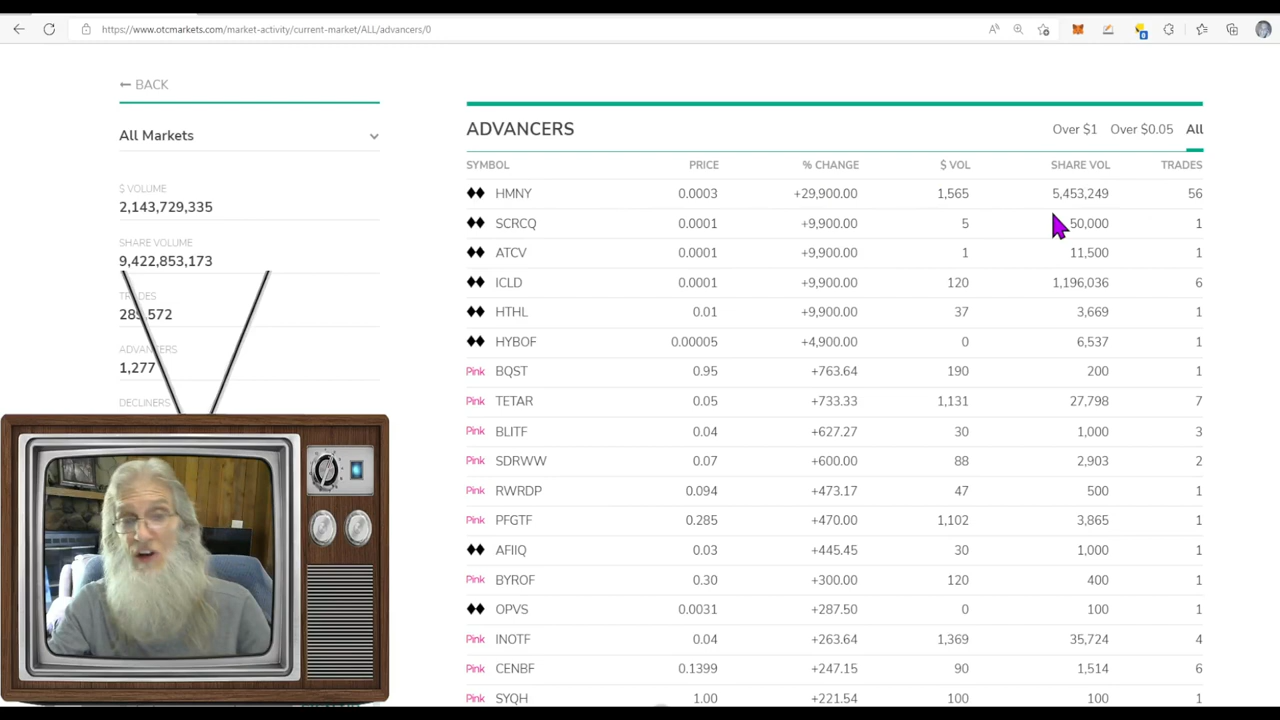 https://www.otcmarkets.com/market-activity/current-market/ALL/advancers/0
BACK
All Markets
$ VOLUME
2,143,729,335
SHARE VOLUME
9,422,853,173
TRADES
289,572
ADVANCERS
1,277
DECLINERS
ADVANCERS Over $1 Over $0.05 All
SYMBOL PRICE % CHANGE $ VOL SHARE VOL TRADES
HMNY 0.0003 +29,900.00 1,565 5,453,249 56
SCRCQ 0.0001 +9,900.00 5 50,000 1
ATCV 0.0001 +9,900.00 1 11,500 1
ICLD 0.0001 +9,900.00 120 1,196,036 6
HTHL 0.01 +9,900.00 37 3,669 1
HYBOF 0.00005 +4,900.00 0 6,537 1
Pink BQST 0.95 +763.64 190 200 1
Pink TETAR 0.05 +733.33 1,131 27,798 7
Pink BLITF 0.04 +627.27 30 1,000 3
Pink SDRWW 0.07 +600.00 88 2,903 2
Pink RWRDP 0.094 +473.17 47 500 1
Pink PFGTF 0.285 +470.00 1,102 3,865 1
AFIIQ 0.03 +445.45 30 1,000 1
Pink BYROF 0.30 +300.00 120 400 1
OPVS 0.0031 +287.50 0 100 1
Pink INOTF 0.04 +263.64 1,369 35,724 4
Pink CENBF 0.1399 +247.15 90 1,514 6
Pink SYQH 1.00 +221.54 100 100 1